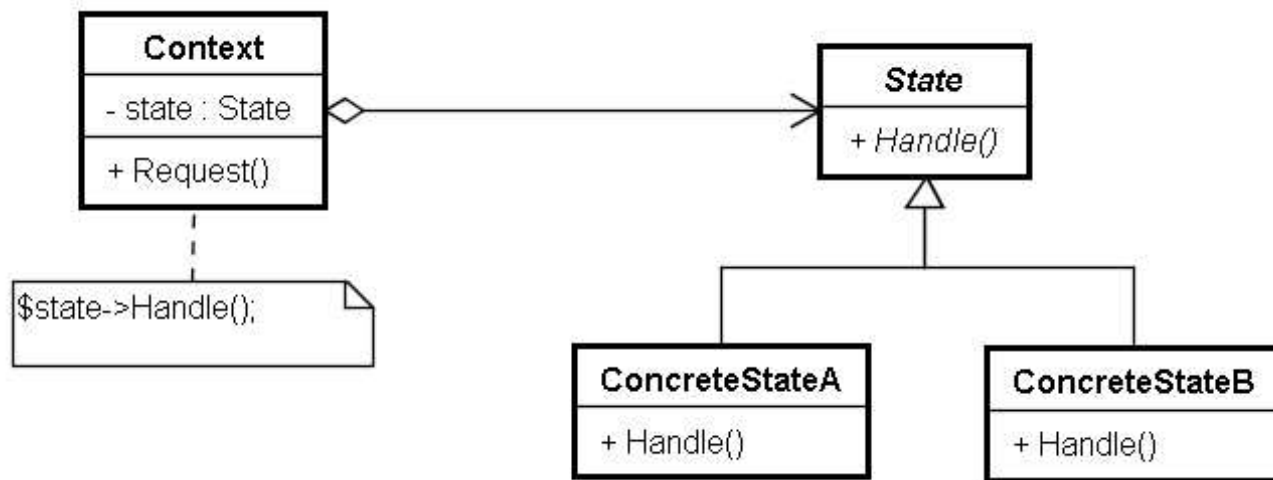 Context
- state : State
+ Request()
$state->Handle();
State
+ Handle()
ConcreteStateA
+ Handle()
ConcreteStateB
+ Handle()